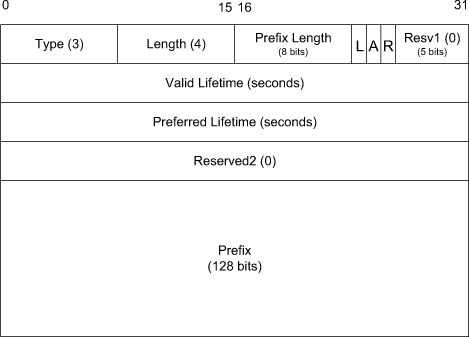 0 15 16 31
Type (3) Length (4) Prefix Length L A R Resv1 (0)
(8 bits) (5 bits)
Valid Lifetime (seconds)
Preferred Lifetime (seconds)
Reserved2 (0)
Prefix
(128 bits)